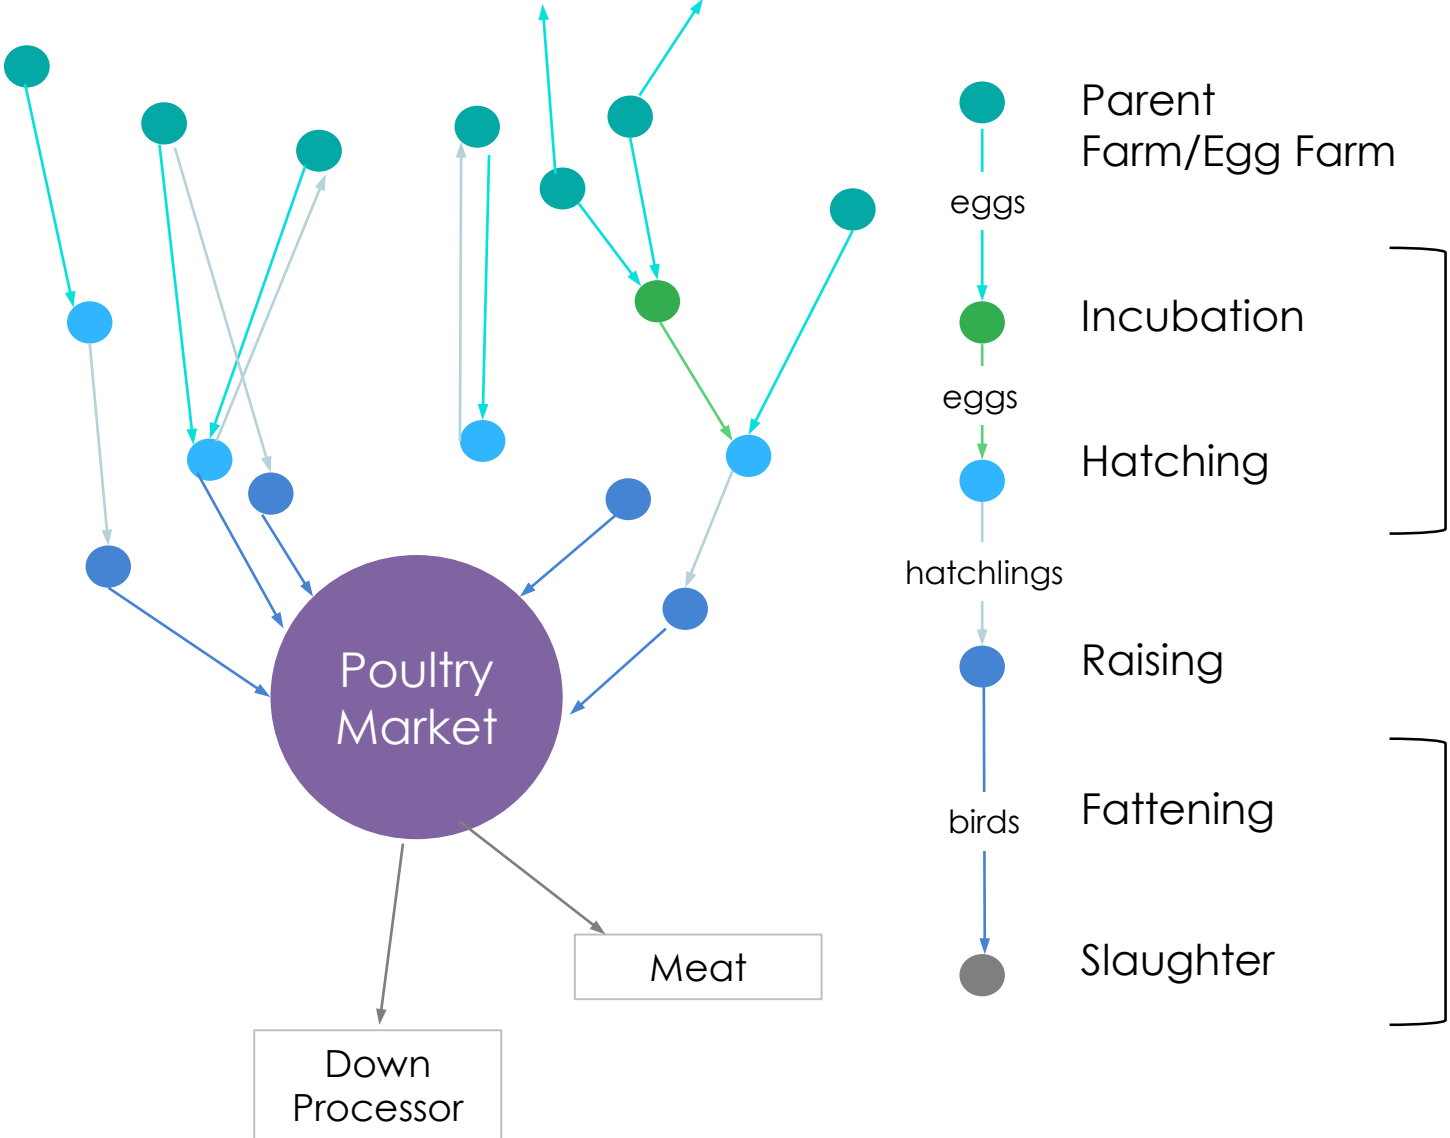 Parent
Farm/Egg Farm
eggs
Incubation
eggs
Hatching
hatchlings
Raising
Poultry
Market
birds
Fattening
Slaughter
Meat
Down
Processor